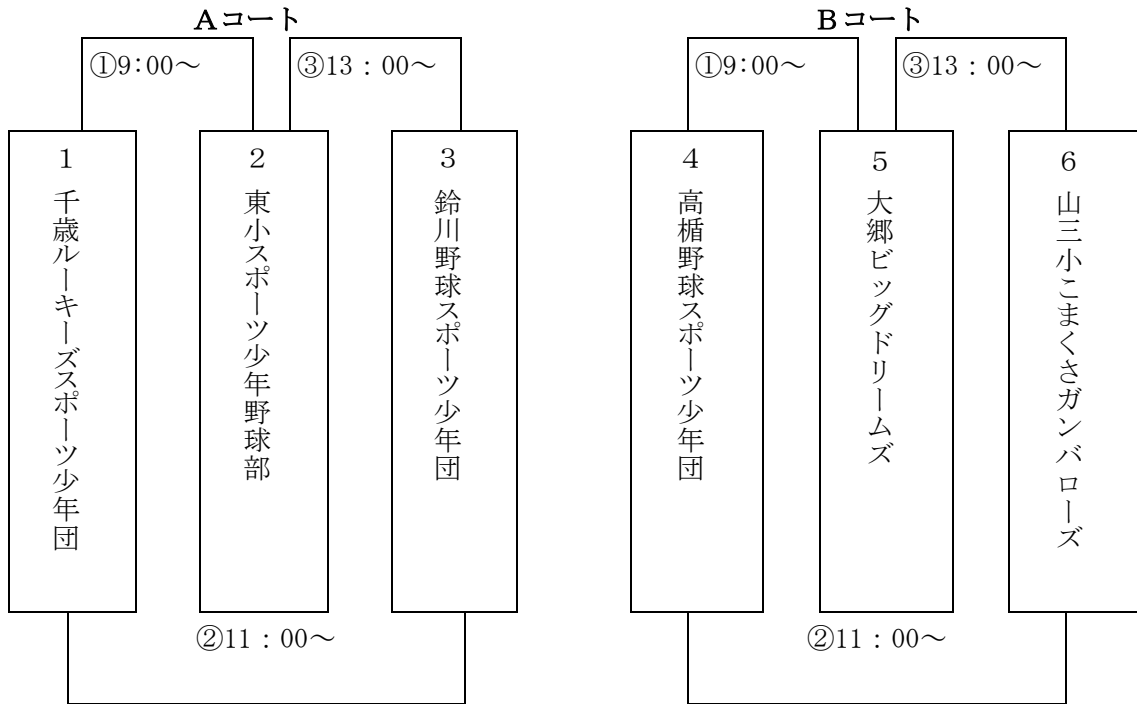 Aコート
①9:00～
③13：00～
1 千歳ルーキーズスポーツ少年団
2 東小スポーツ少年野球部
3 鈴川野球スポーツ少年団
②11：00～
Bコート
①9:00～
③13：00～
4 高楯野球スポーツ少年団
5 大郷ビッグドリームズ
6 山三小こまくさガンバローズ
②11：00～